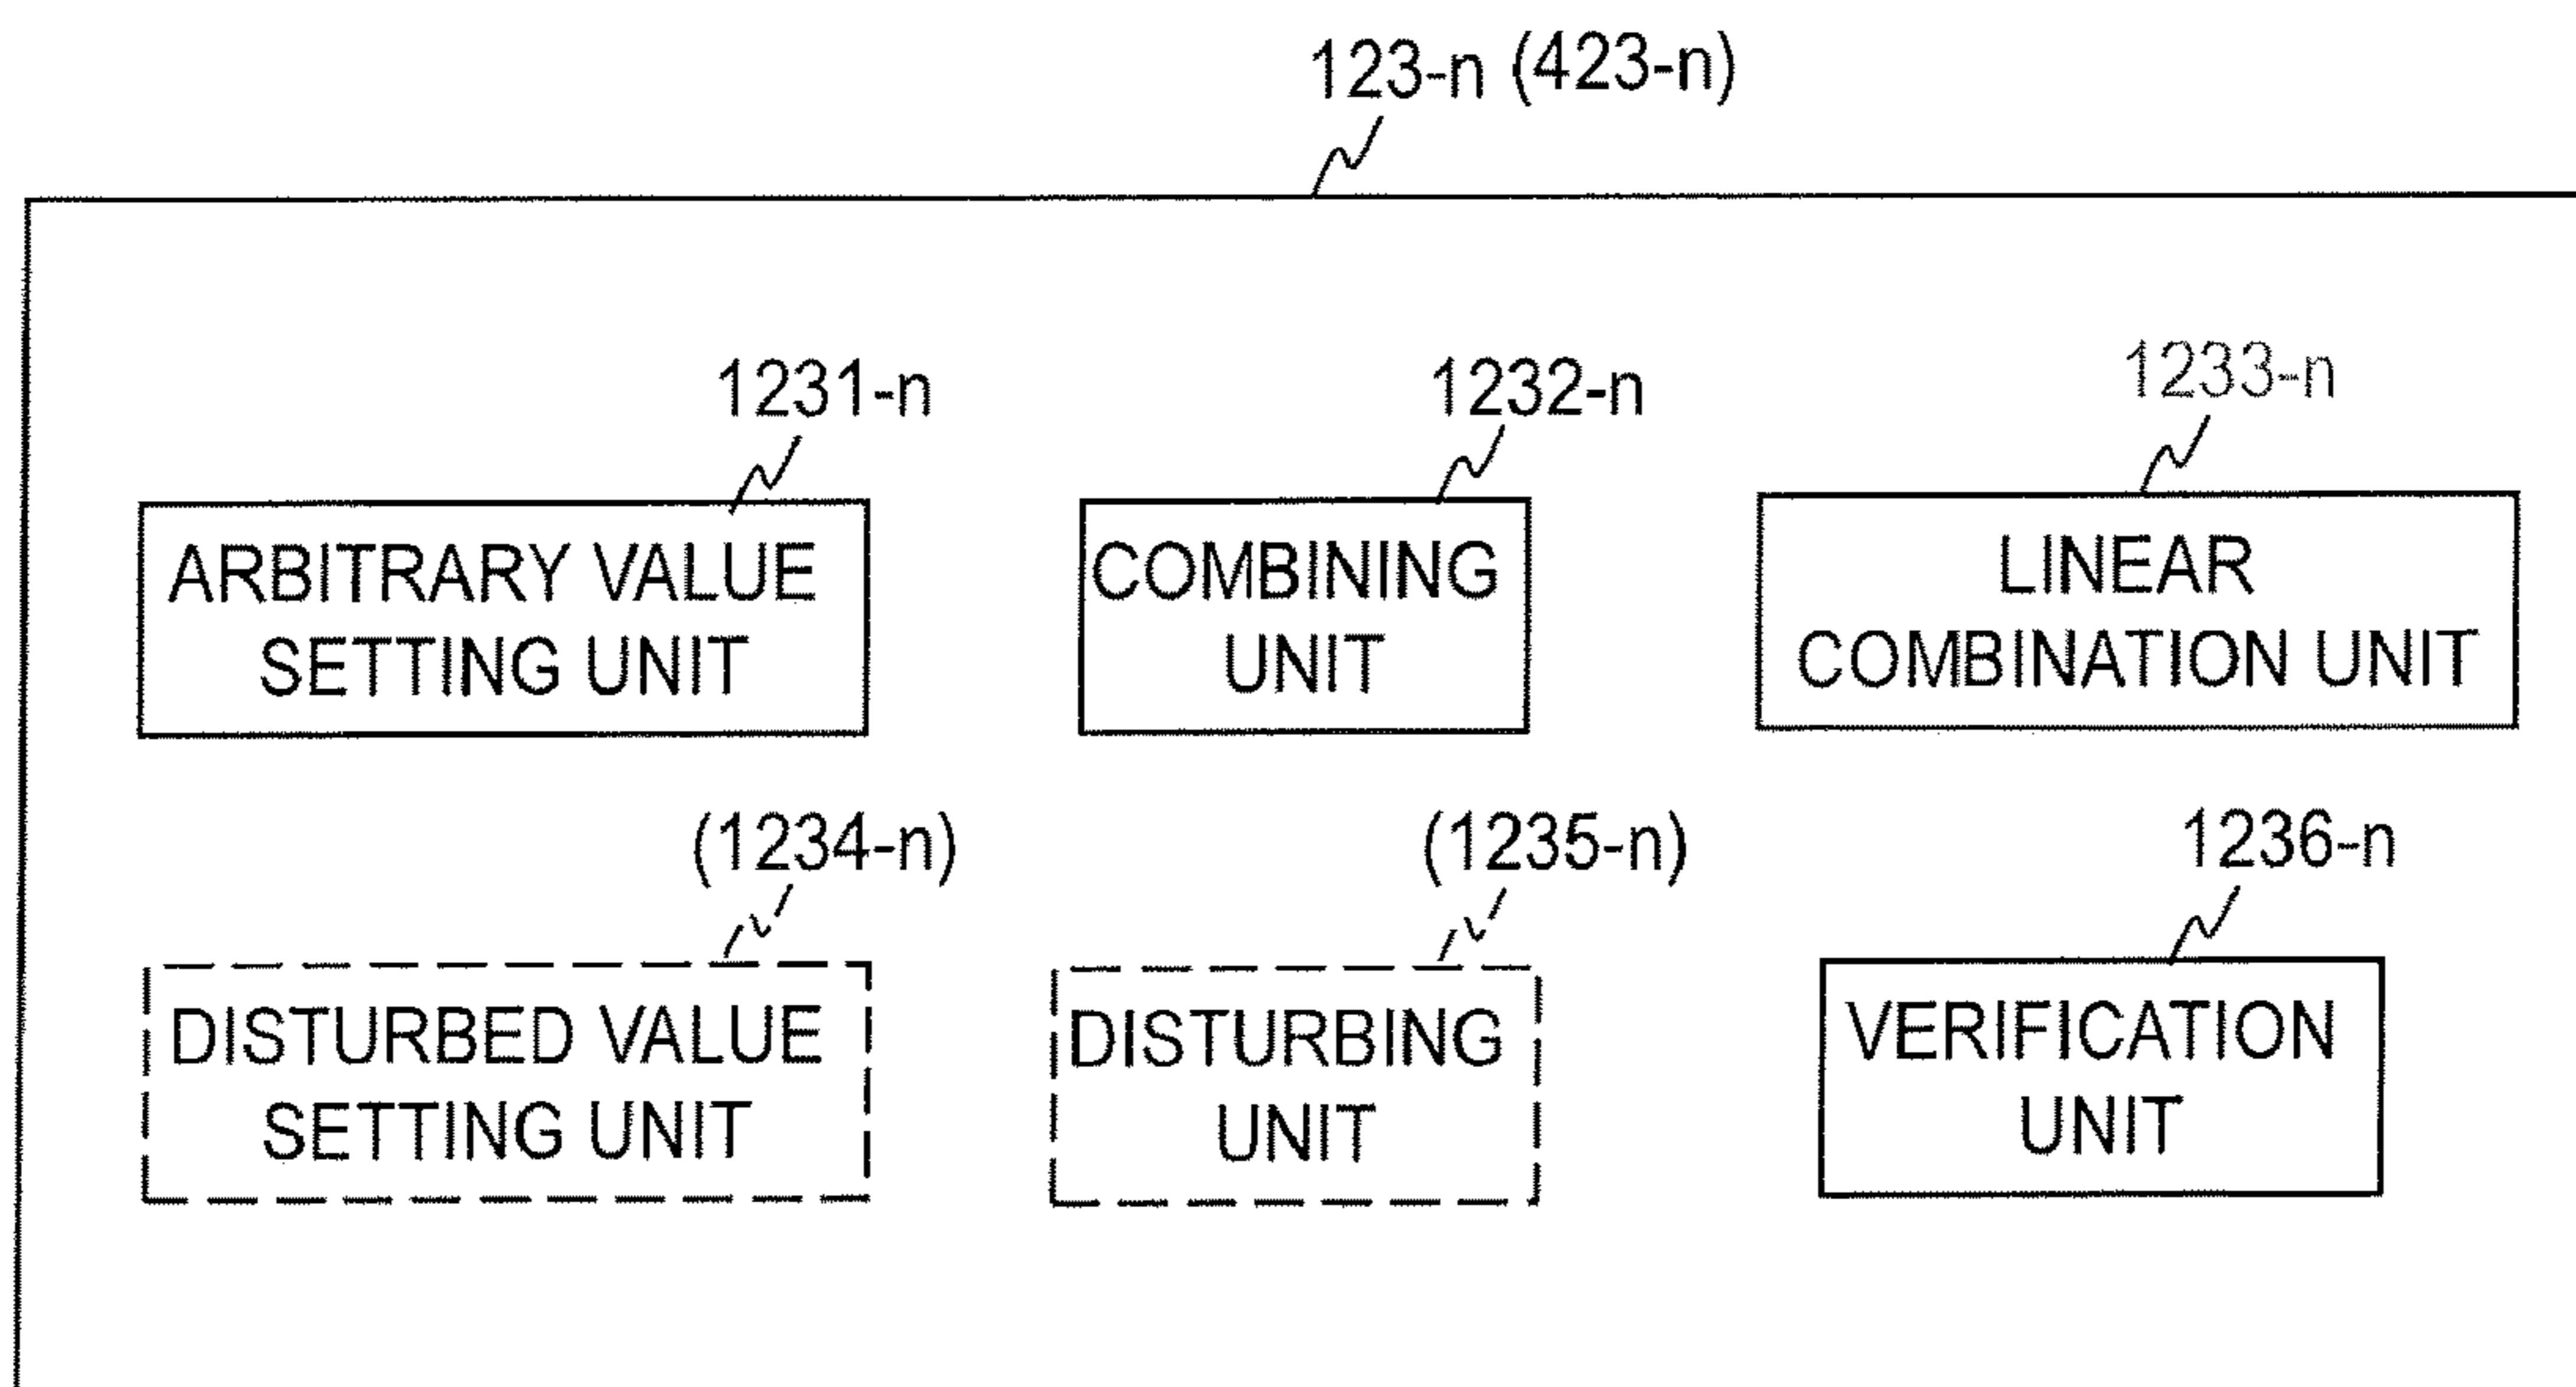 123-n (423-n)
1231-n
1232-n
1233-n
ARBITRARY VALUE
SETTING UNIT
COMBINING
UNIT
LINEAR
COMBINATION UNIT
(1234-n)
(1235-n)
1236-n
DISTURBED VALUE
SETTING UNIT
DISTURBING
UNIT
VERIFICATION
UNIT